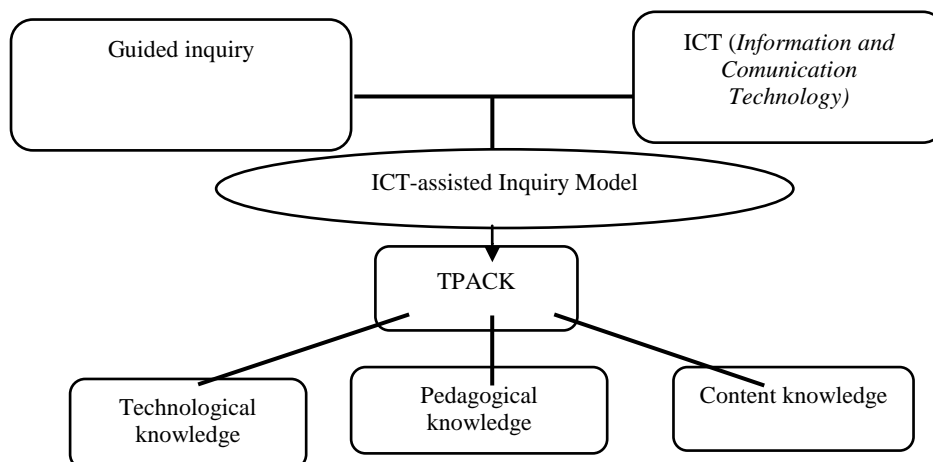 Guided inquiry
ICT (Information and
Comunication
Technology)
ICT-assisted Inquiry Model
TPACK
Technological
knowledge
Pedagogical
knowledge
Content knowledge